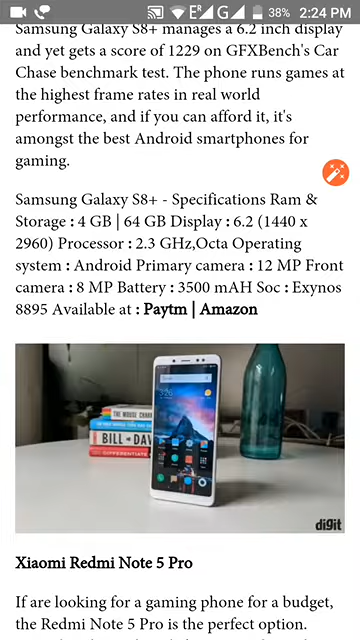 38% 2:24 PM
Samsung Galaxy S8+ manages a 6.2 inch display
and yet gets a score of 1229 on GFXBench's Car
Chase benchmark test. The phone runs games at
the highest frame rates in real world
performance, and if you can afford it, it's
amongst the best Android smartphones for
gaming.
Samsung Galaxy S8+ - Specifications Ram &
Storage : 4 GB | 64 GB Display : 6.2 (1440 x
2960) Processor : 2.3 GHz,Octa Operating
system : Android Primary camera : 12 MP Front
camera : 8 MP Battery : 3500 mAH Soc : Exynos
8895 Available at : Paytm | Amazon
THE MOUSE
BILL
DAV
DIFFERENTIATE
digit
Xiaomi Redmi Note 5 Pro
If are looking for a gaming phone for a budget,
the Redmi Note 5 Pro is the perfect option.